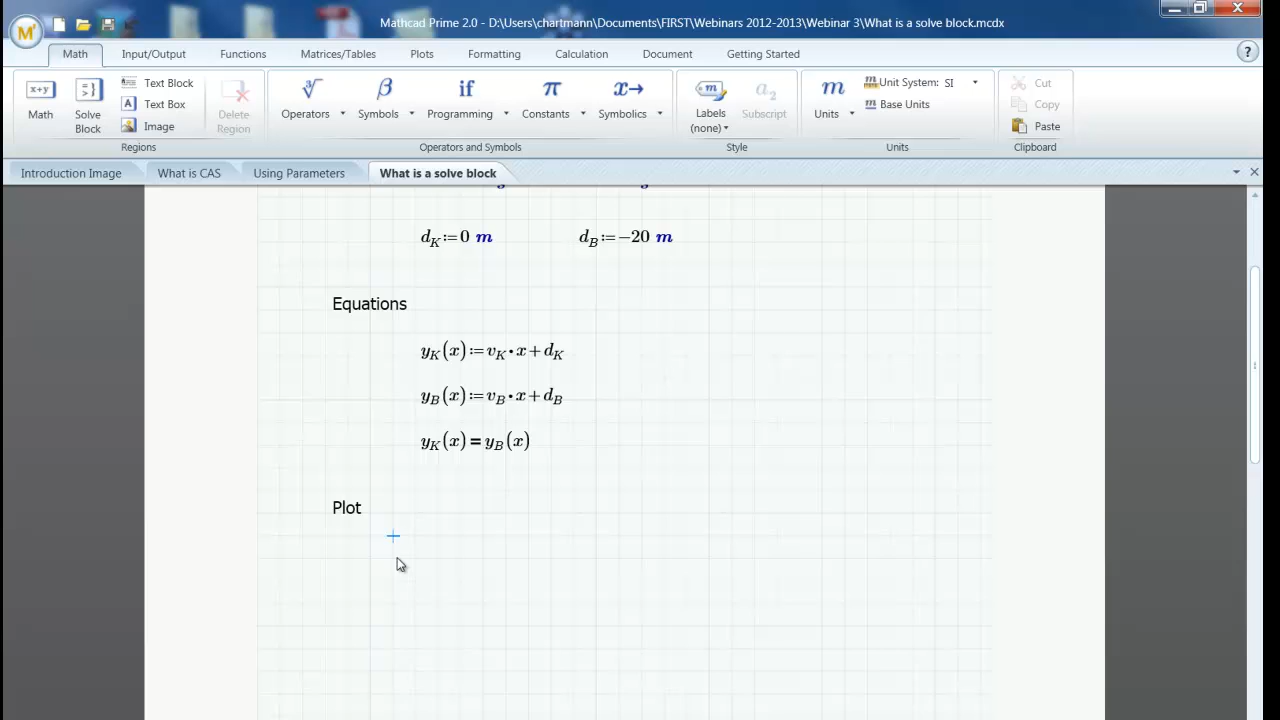 Mathcad Prime 2.0 - D:\Users\chartmann\Documents\FIRST\Webinars 2012-2013\Webinar 3\What is a solve block.mcdx
Math Input/Output Functions Matrices/Tables Plots Formatting Calculation Document Getting Started
Math
Solve Block
Text Block
Text Box
Image
Delete Region
Regions
Operators
Symbols
if
Programming
π
Constants
Symbolics
Operators and Symbols
Labels (none)
Subscript
Style
m
Units
Unit System: SI
Base Units
Units
Cut
Copy
Paste
Clipboard
Introduction Image What is CAS Using Parameters What is a solve block
d_K:=0 m d_B:=−20 m
Equations
y_K(x):=v_K·x+d_K
y_B(x):=v_B·x+d_B
y_K(x)=y_B(x)
Plot